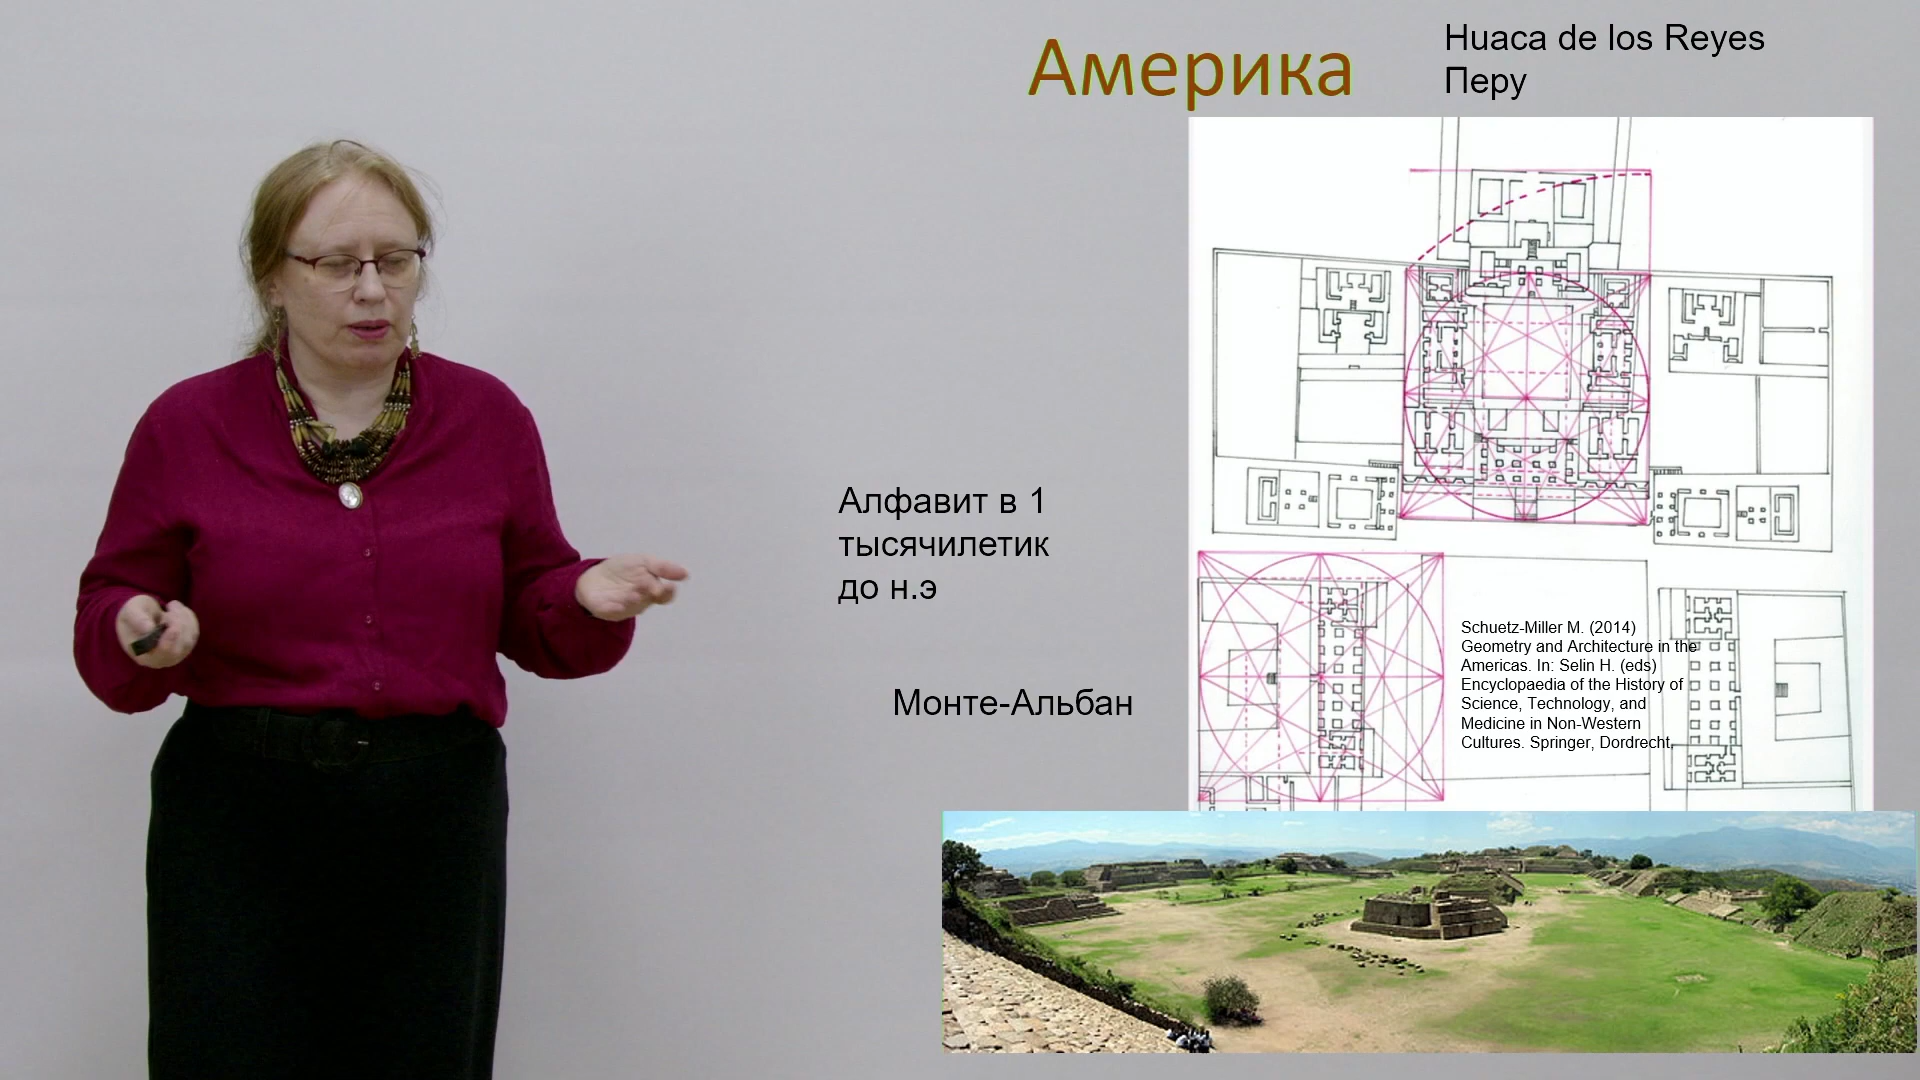 Америка
Huaca de los Reyes
Перу
Алфавит в 1
тысячилетик
до н.э
Монте-Альбан
Schuetz-Miller M. (2014)
Geometry and Architecture in the
Americas. In: Selin H. (eds)
Encyclopaedia of the History of
Science, Technology, and
Medicine in Non-Western
Cultures. Springer, Dordrecht.